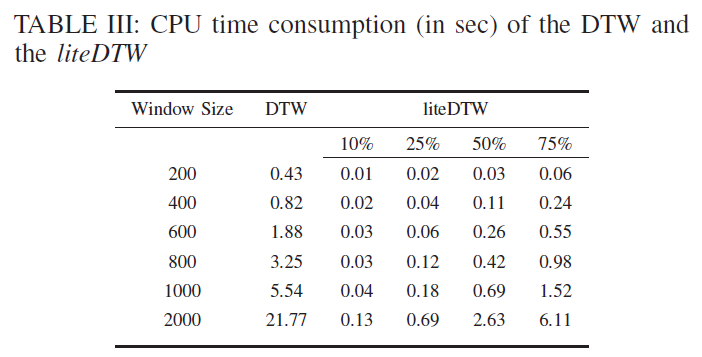 TABLE III: CPU time consumption (in sec) of the DTW and
the liteDTW
Window Size DTW liteDTW
10% 25% 50% 75%
200 0.43 0.01 0.02 0.03 0.06
400 0.82 0.02 0.04 0.11 0.24
600 1.88 0.03 0.06 0.26 0.55
800 3.25 0.03 0.12 0.42 0.98
1000 5.54 0.04 0.18 0.69 1.52
2000 21.77 0.13 0.69 2.63 6.11